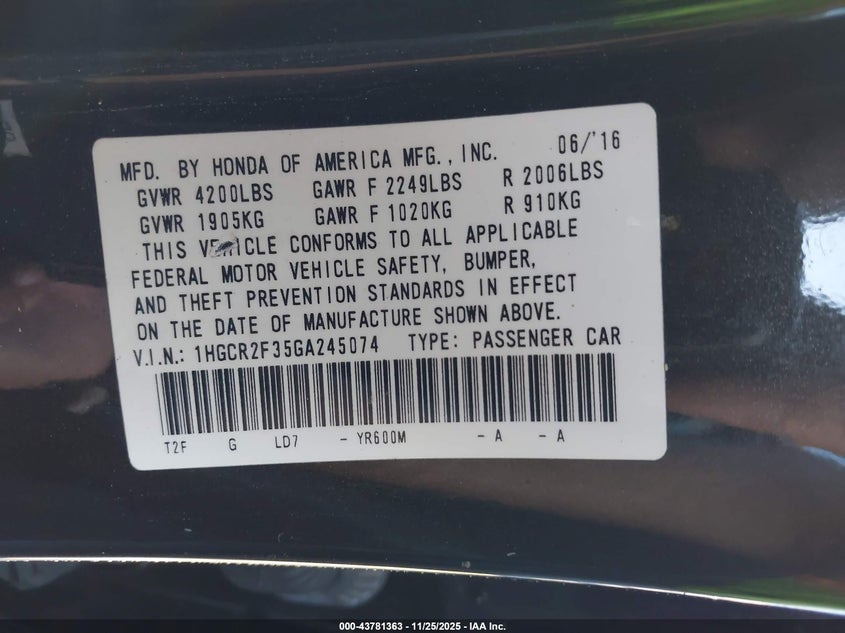 MFD. BY HONDA OF AMERICA MFG., INC. 06/'16
GVWR 4200LBS GAWR F 2249LBS R 2006LBS
GVWR 1905KG GAWR F 1020KG R 910KG
THIS VEHICLE CONFORMS TO ALL APPLICABLE
FEDERAL MOTOR VEHICLE SAFETY, BUMPER,
AND THEFT PREVENTION STANDARDS IN EFFECT
ON THE DATE OF MANUFACTURE SHOWN ABOVE.
V.I.N.: 1HGCR2F35GA245074 TYPE: PASSENGER CAR
T2F G LD7 - YR600M - A - A
000-43781363 - 11/25/2025 - IAA Inc.